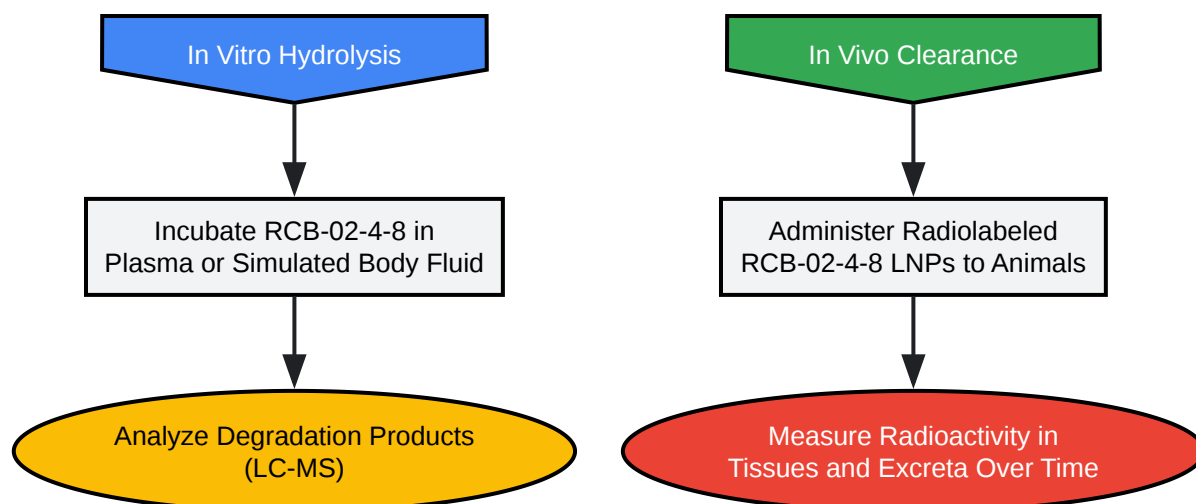 In Vitro Hydrolysis
Incubate RCB-02-4-8 in
Plasma or Simulated Body Fluid
Analyze Degradation Products
(LC-MS)
In Vivo Clearance
Administer Radiolabeled
RCB-02-4-8 LNPs to Animals
Measure Radioactivity in
Tissues and Excreta Over Time